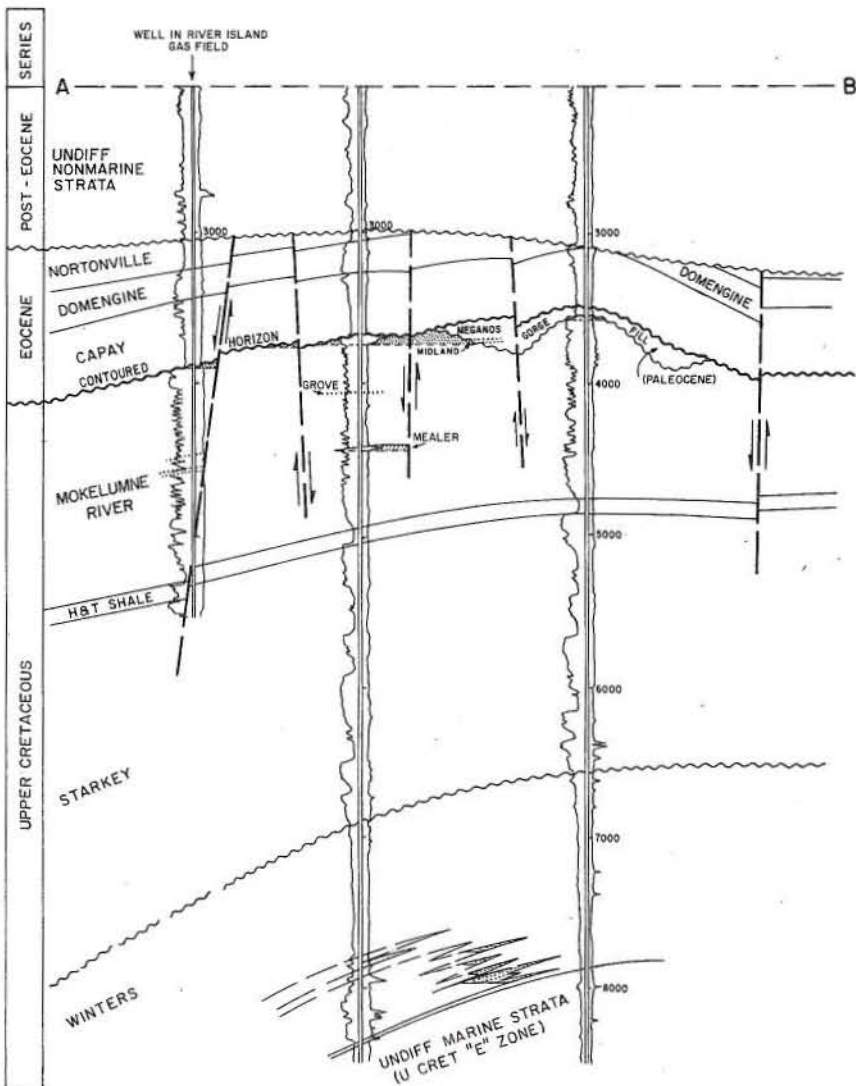 SERIES
WELL IN RIVER ISLAND
GAS FIELD
A
B
POST - EOCENE
UNDIFF
NONMARINE
STRATA
3000
3000
3000
EOCENE
NORTONVILLE
DOMENGINE
DOMENGINE
CAPAY
CONTOURED
HORIZON
MEGANOS
GORGE
FILL
MIDLAND
(PALEOCENE)
GROVE
4000
MEALER
MOKELUMNE
RIVER
5000
H&T SHALE
UPPER CRETACEOUS
6000
STARKEY
7000
WINTERS
8000
UNDIFF MARINE STRATA
(U CRET "E" ZONE)